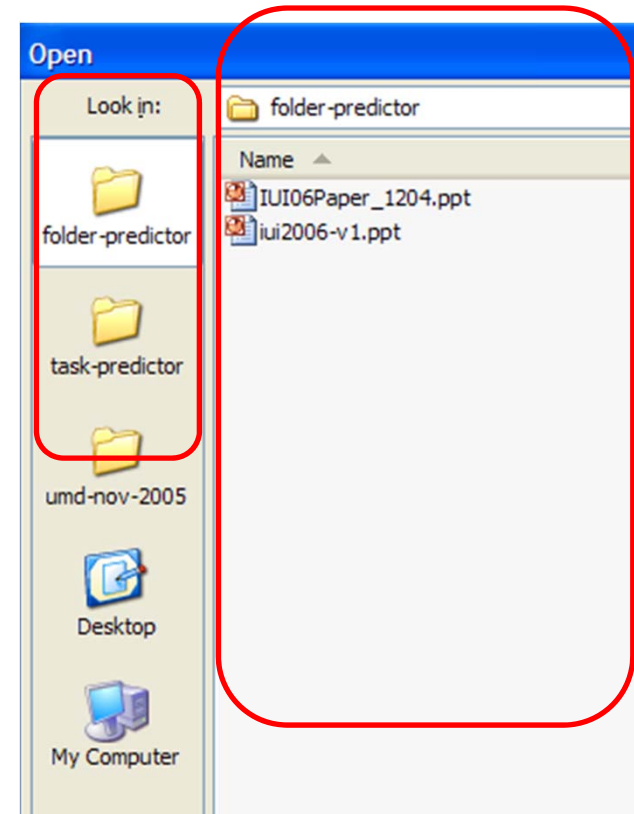 Open
Look in:
folder-predictor
task-predictor
umd-nov-2005
Desktop
My Computer
folder-predictor
Name
IUI06Paper_1204.ppt
iui2006-v1.ppt